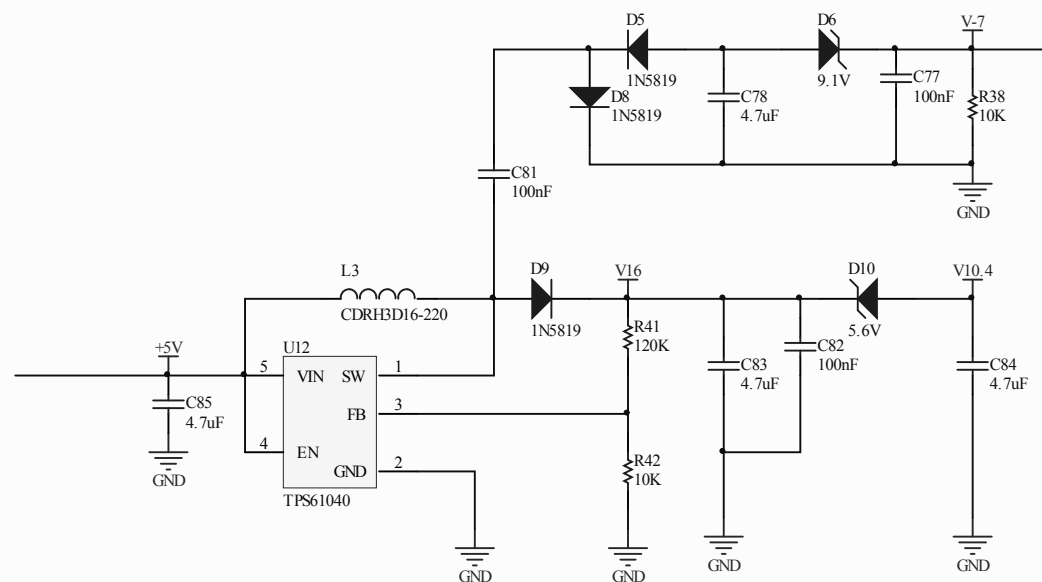 D5
D6
V-7
1N5819
9.1V
D8
1N5819
C78
4.7uF
C77
100nF
R38
10K
C81
100nF
GND
L3
CDRH3D16-220
D9
1N5819
V16
D10
5.6V
V10.4
R41
120K
C83
4.7uF
C82
100nF
C84
4.7uF
+5V
C85
4.7uF
GND
U12
5
VIN
SW
1
FB
3
4
EN
GND
2
TPS61040
R42
10K
GND
GND
GND
GND